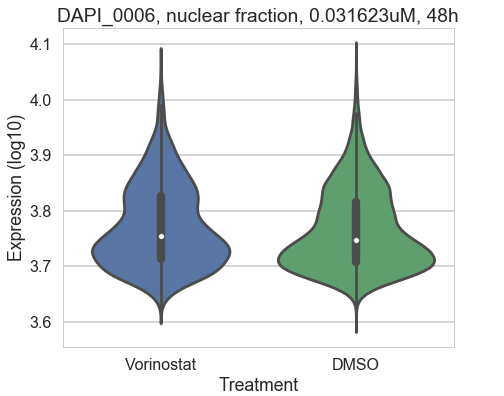 DAPI_0006, nuclear fraction, 0.031623uM, 48h
Expression (log10)
4.1
4.0
3.9
3.8
3.7
3.6
Vorinostat DMSO
Treatment